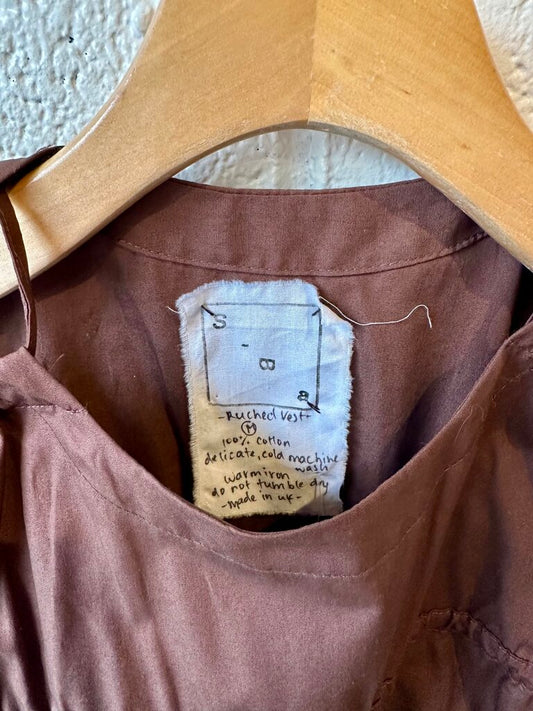 S
- B
a
- Ruched vest -
M
100% cotton
delicate, cold machine
wash
warm iron
do not tumble dry
- made in uk -